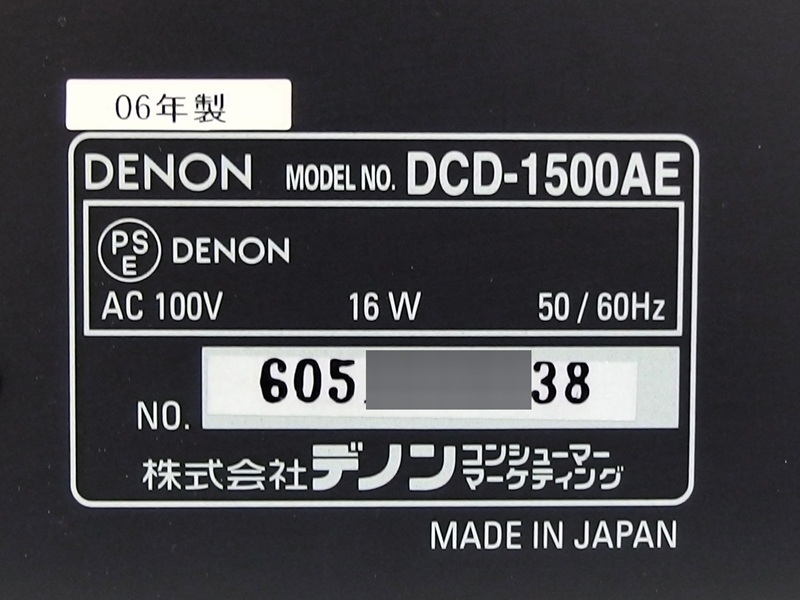 06年製
DENON MODEL NO. DCD-1500AE
PSE DENON
AC 100V 16 W 50 / 60Hz
NO. 605 38
株式会社デノンコンシューマーマーケティング
MADE IN JAPAN